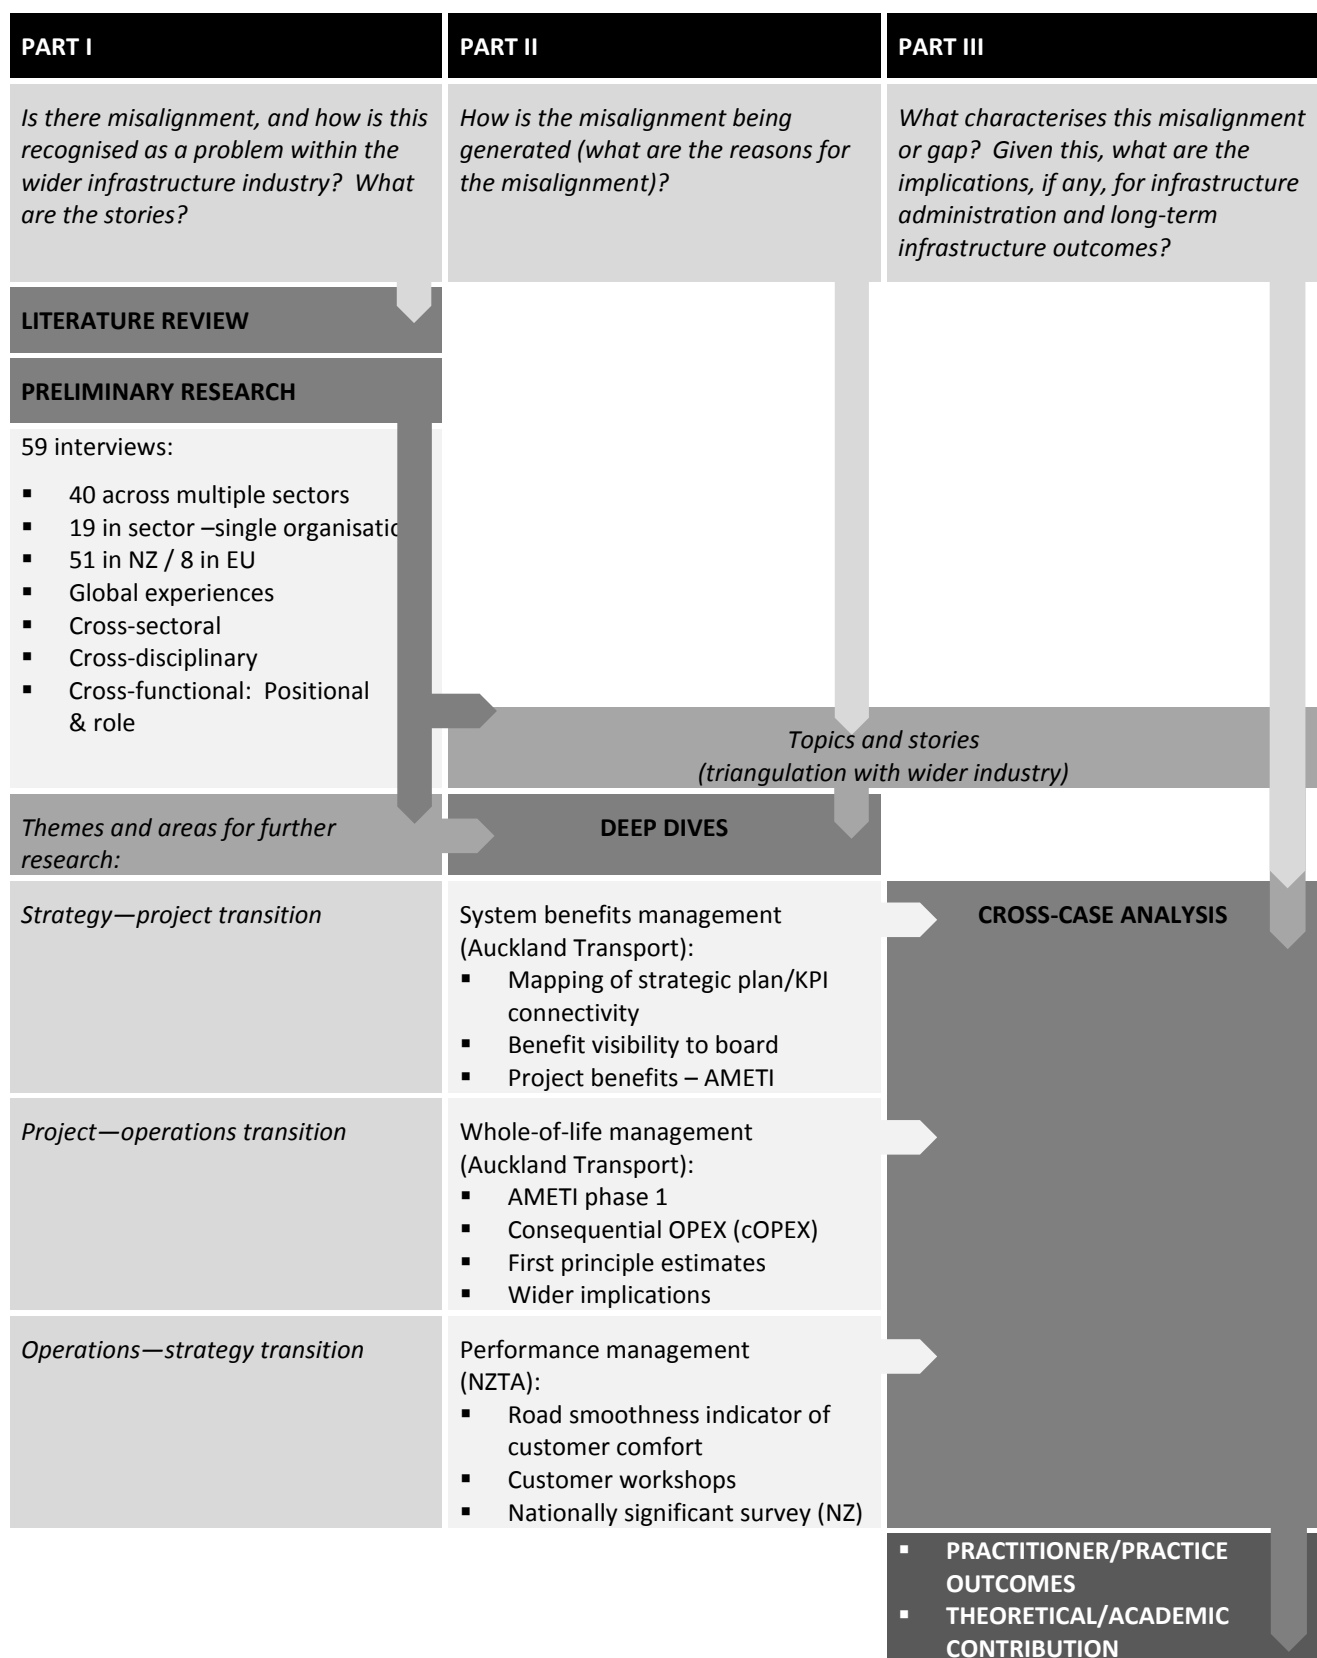 PART I
PART II
PART III
Is there misalignment, and how is this
recognised as a problem within the
wider infrastructure industry? What
are the stories?
How is the misalignment being
generated (what are the reasons for
the misalignment)?
What characterises this misalignment
or gap? Given this, what are the
implications, if any, for infrastructure
administration and long-term
infrastructure outcomes?
LITERATURE REVIEW
PRELIMINARY RESEARCH
59 interviews:
▪ 40 across multiple sectors
▪ 19 in sector –single organisatio
▪ 51 in NZ / 8 in EU
▪ Global experiences
▪ Cross-sectoral
▪ Cross-disciplinary
▪ Cross-functional: Positional
& role
Topics and stories
(triangulation with wider industry)
Themes and areas for further
research:
DEEP DIVES
Strategy—project transition
System benefits management
(Auckland Transport):
▪ Mapping of strategic plan/KPI
connectivity
▪ Benefit visibility to board
▪ Project benefits – AMETI
CROSS-CASE ANALYSIS
Project—operations transition
Whole-of-life management
(Auckland Transport):
▪ AMETI phase 1
▪ Consequential OPEX (cOPEX)
▪ First principle estimates
▪ Wider implications
Operations—strategy transition
Performance management
(NZTA):
▪ Road smoothness indicator of
customer comfort
▪ Customer workshops
▪ Nationally significant survey (NZ)
▪ PRACTITIONER/PRACTICE
OUTCOMES
▪ THEORETICAL/ACADEMIC
CONTRIBUTION